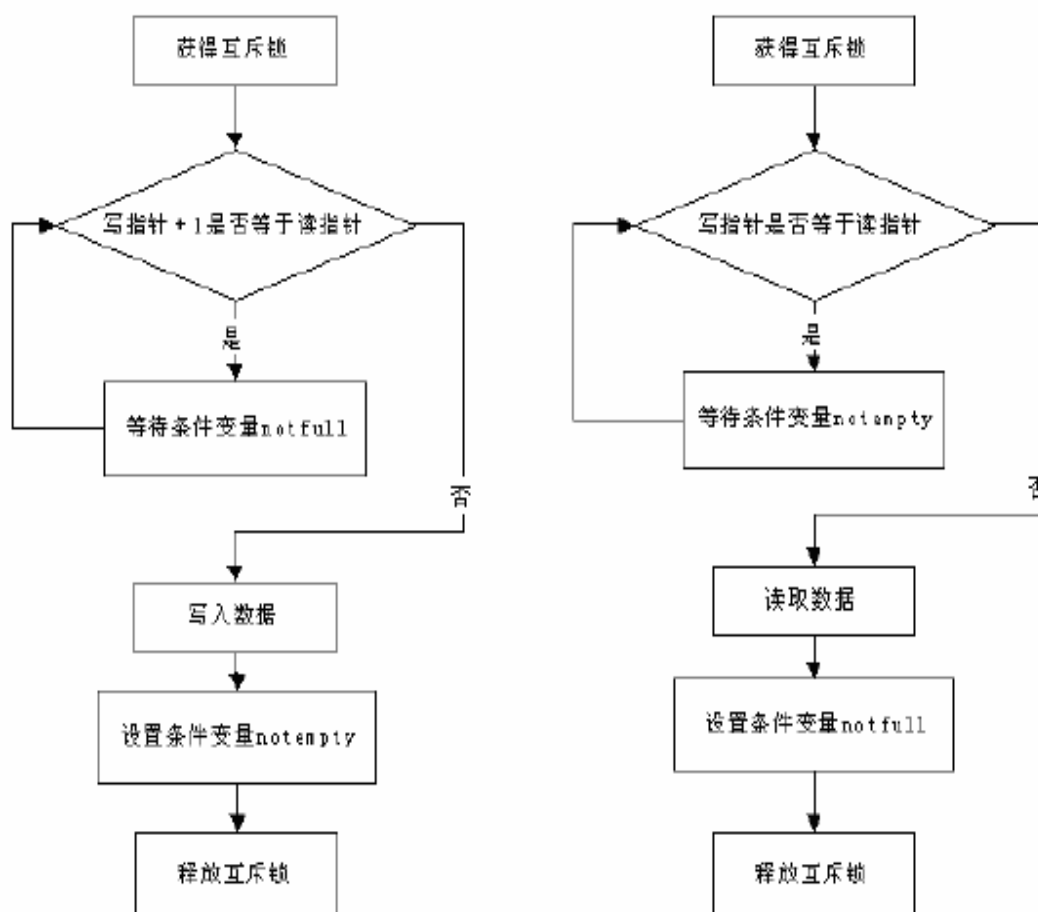 获得互斥锁
写指针+1是否等于读指针
是
等待条件变量notfull
否
写入数据
设置条件变量notempty
释放互斥锁
获得互斥锁
写指针是否等于读指针
是
等待条件变量notempty
否
读取数据
设置条件变量notfull
释放互斥锁